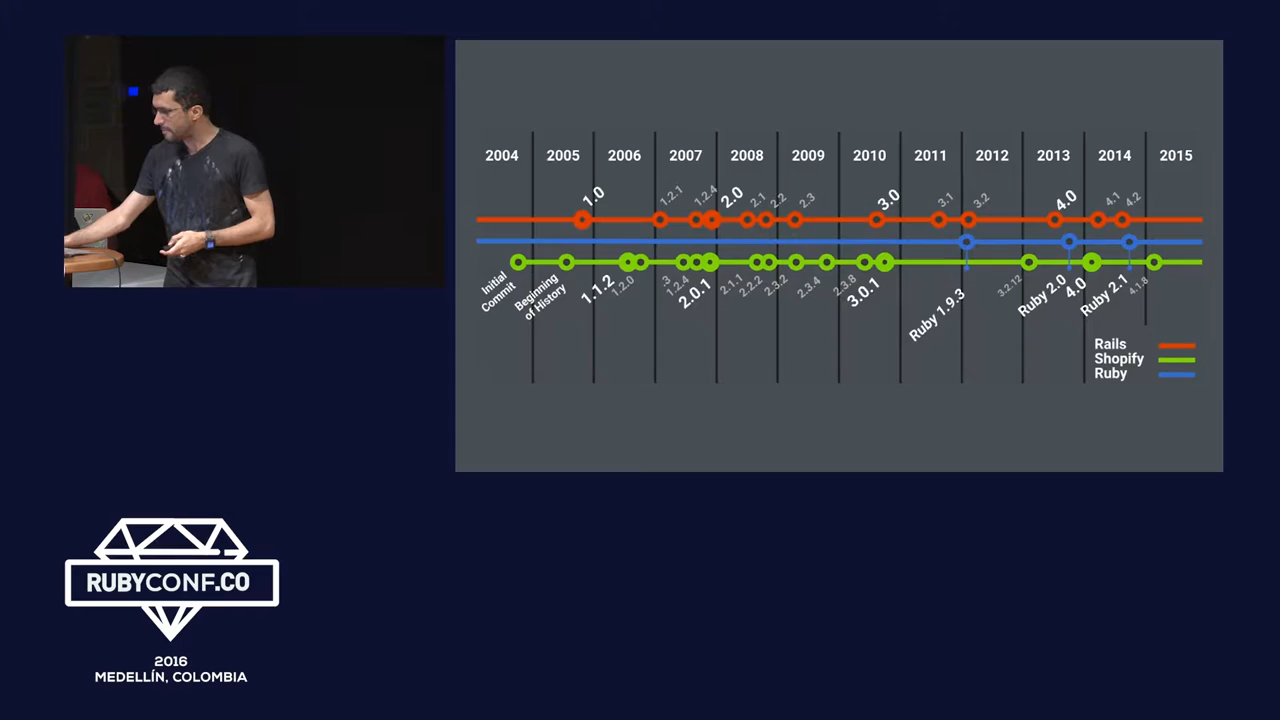 2004 2005 2006 2007 2008 2009 2010 2011 2012 2013 2014 2015
1.0 1.2.1 1.2.4 2.0 2.1 2.2 2.3 3.0 3.1 3.2 4.0 4.1 4.2
Initial
Commit
Beginning
of History
1.1.2 1.2.0 .3 1.2.4 2.0.1 2.1.1 2.2.2 2.3.2 2.3.4 2.3.8 3.0.1 Ruby 1.9.3 3.2.12 Ruby 2.0 4.0 Ruby 2.1 4.1.8
Rails
Shopify
Ruby
RUBYCONF.CO
2016
MEDELLÍN, COLOMBIA